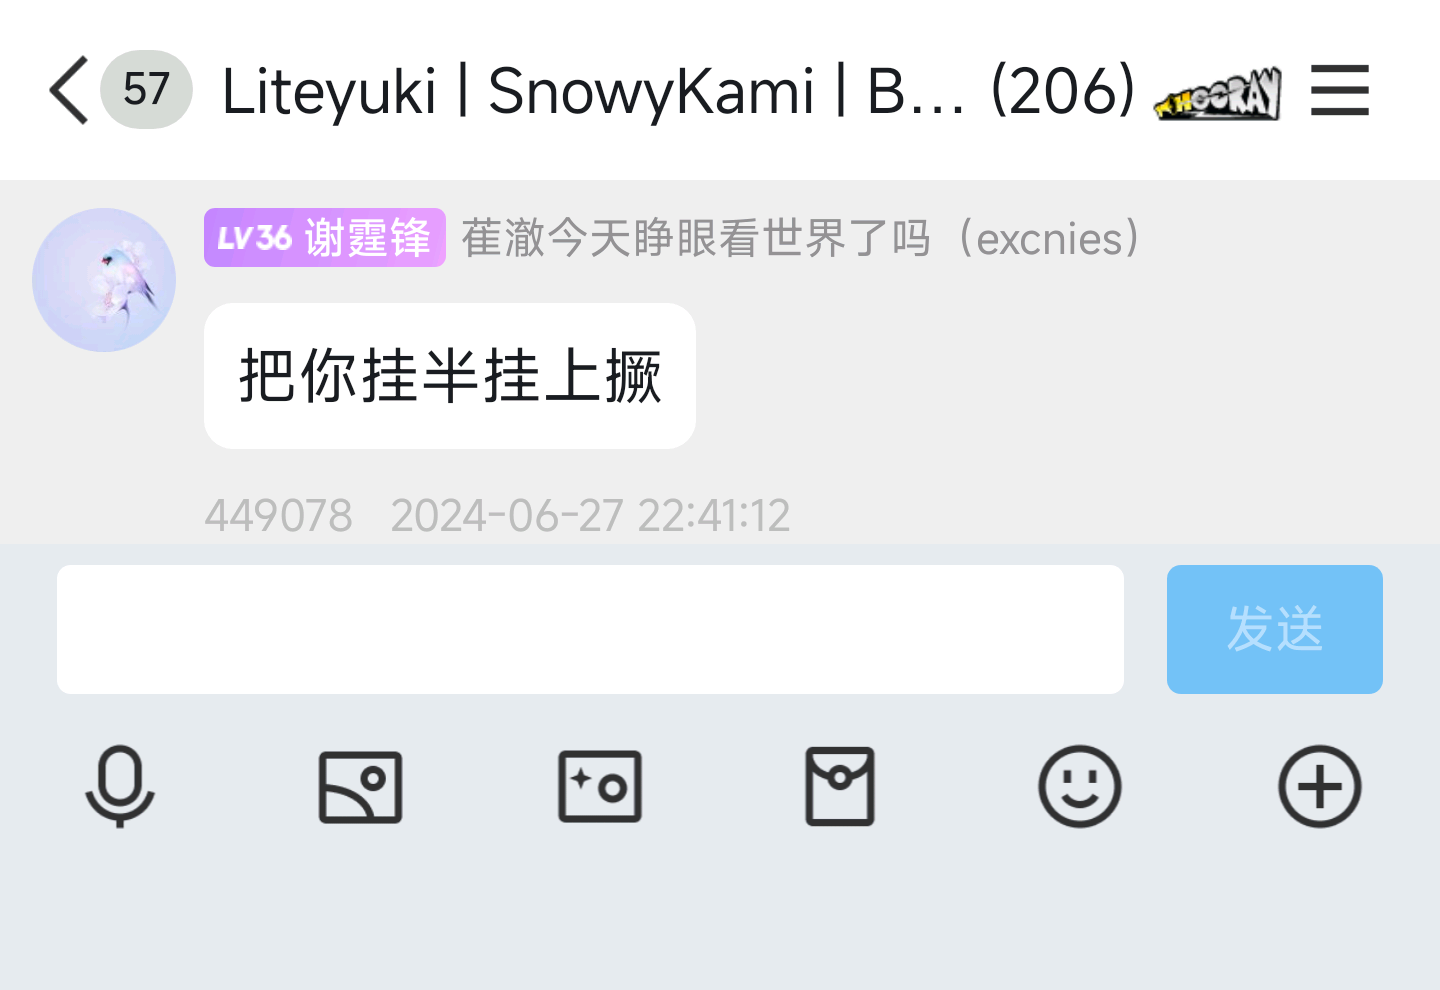 57 Liteyuki | SnowyKami | B... (206) WHOORAY
LV36 谢霆锋 萑澈今天睁眼看世界了吗（excnies）
把你挂半挂上撅
449078 2024-06-27 22:41:12
发送